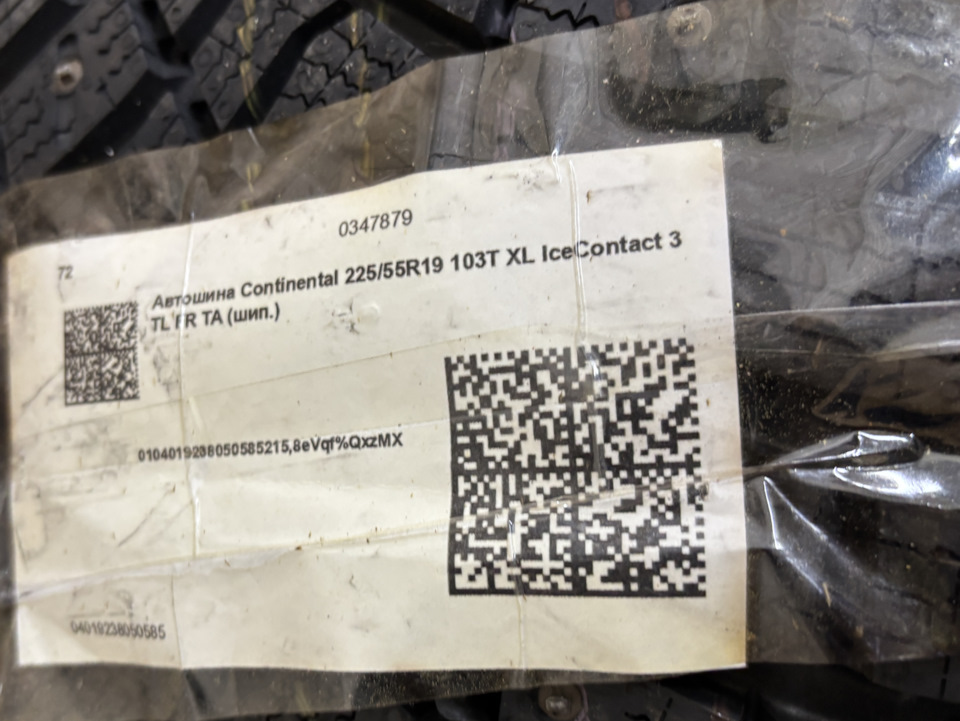 0347879
72
Автошина Continental 225/55R19 103T XL IceContact 3
TL FR TA (шип.)
0104019238050585215,8eVqf%QxzMX
04019238050585